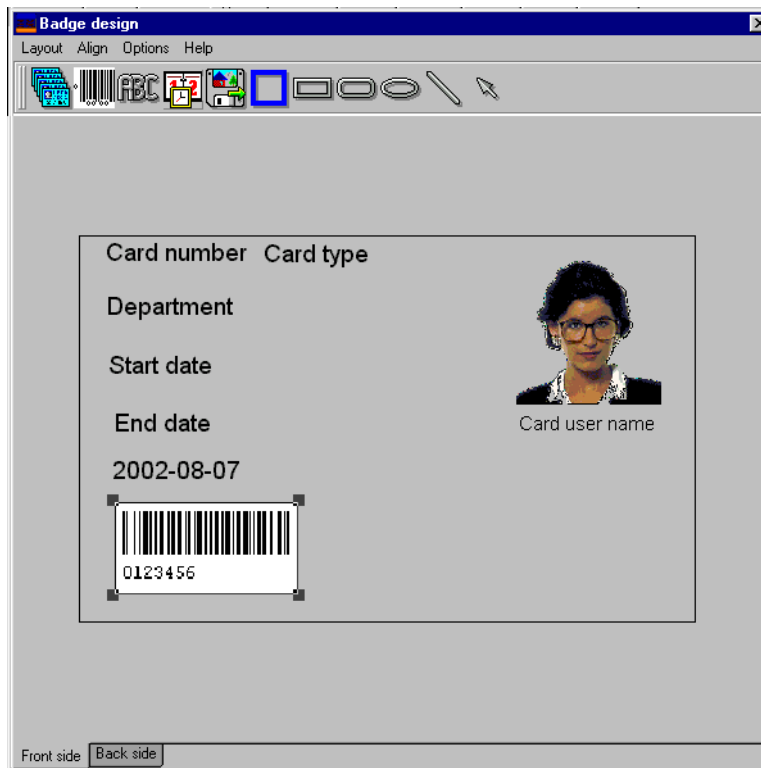 Badge design
Layout Align Options Help
ABC
Card number Card type
Department
Start date
End date
Card user name
2002-08-07
0123456
Front side Back side